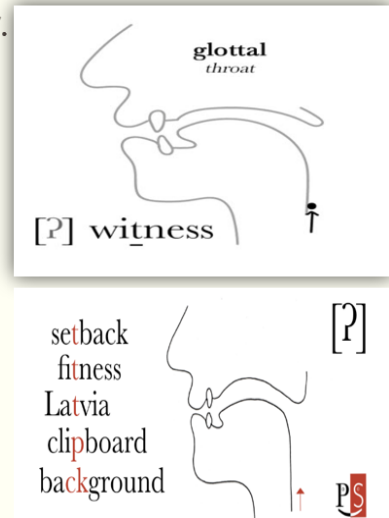 .
glottal
throat
[ʔ] witness
setback
fitness
Latvia
clipboard
background
[ʔ]
PS